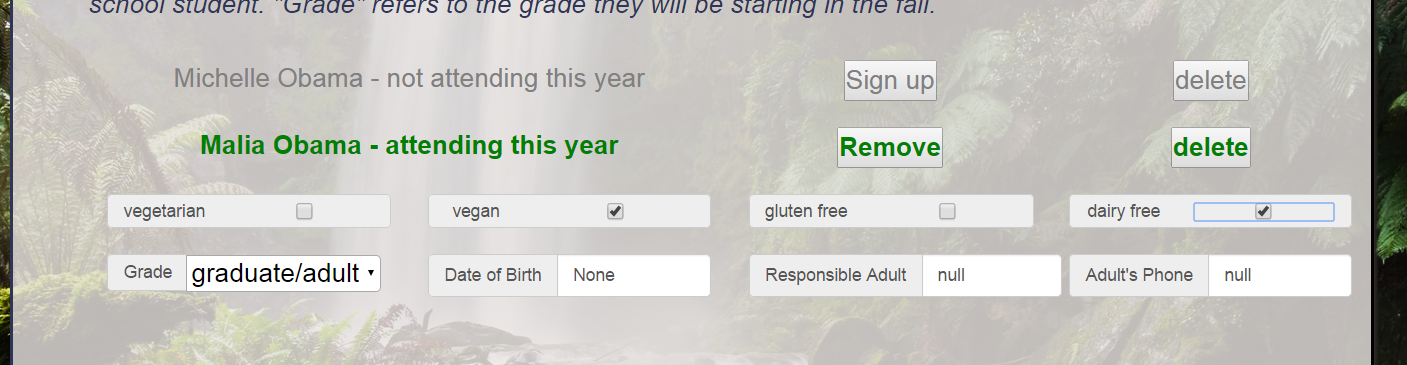 school student. "Grade" refers to the grade they will be starting in the fall.
Michelle Obama - not attending this year Sign up delete
Malia Obama - attending this year Remove delete
vegetarian vegan gluten free dairy free
Grade graduate/adult Date of Birth None Responsible Adult null Adult's Phone null